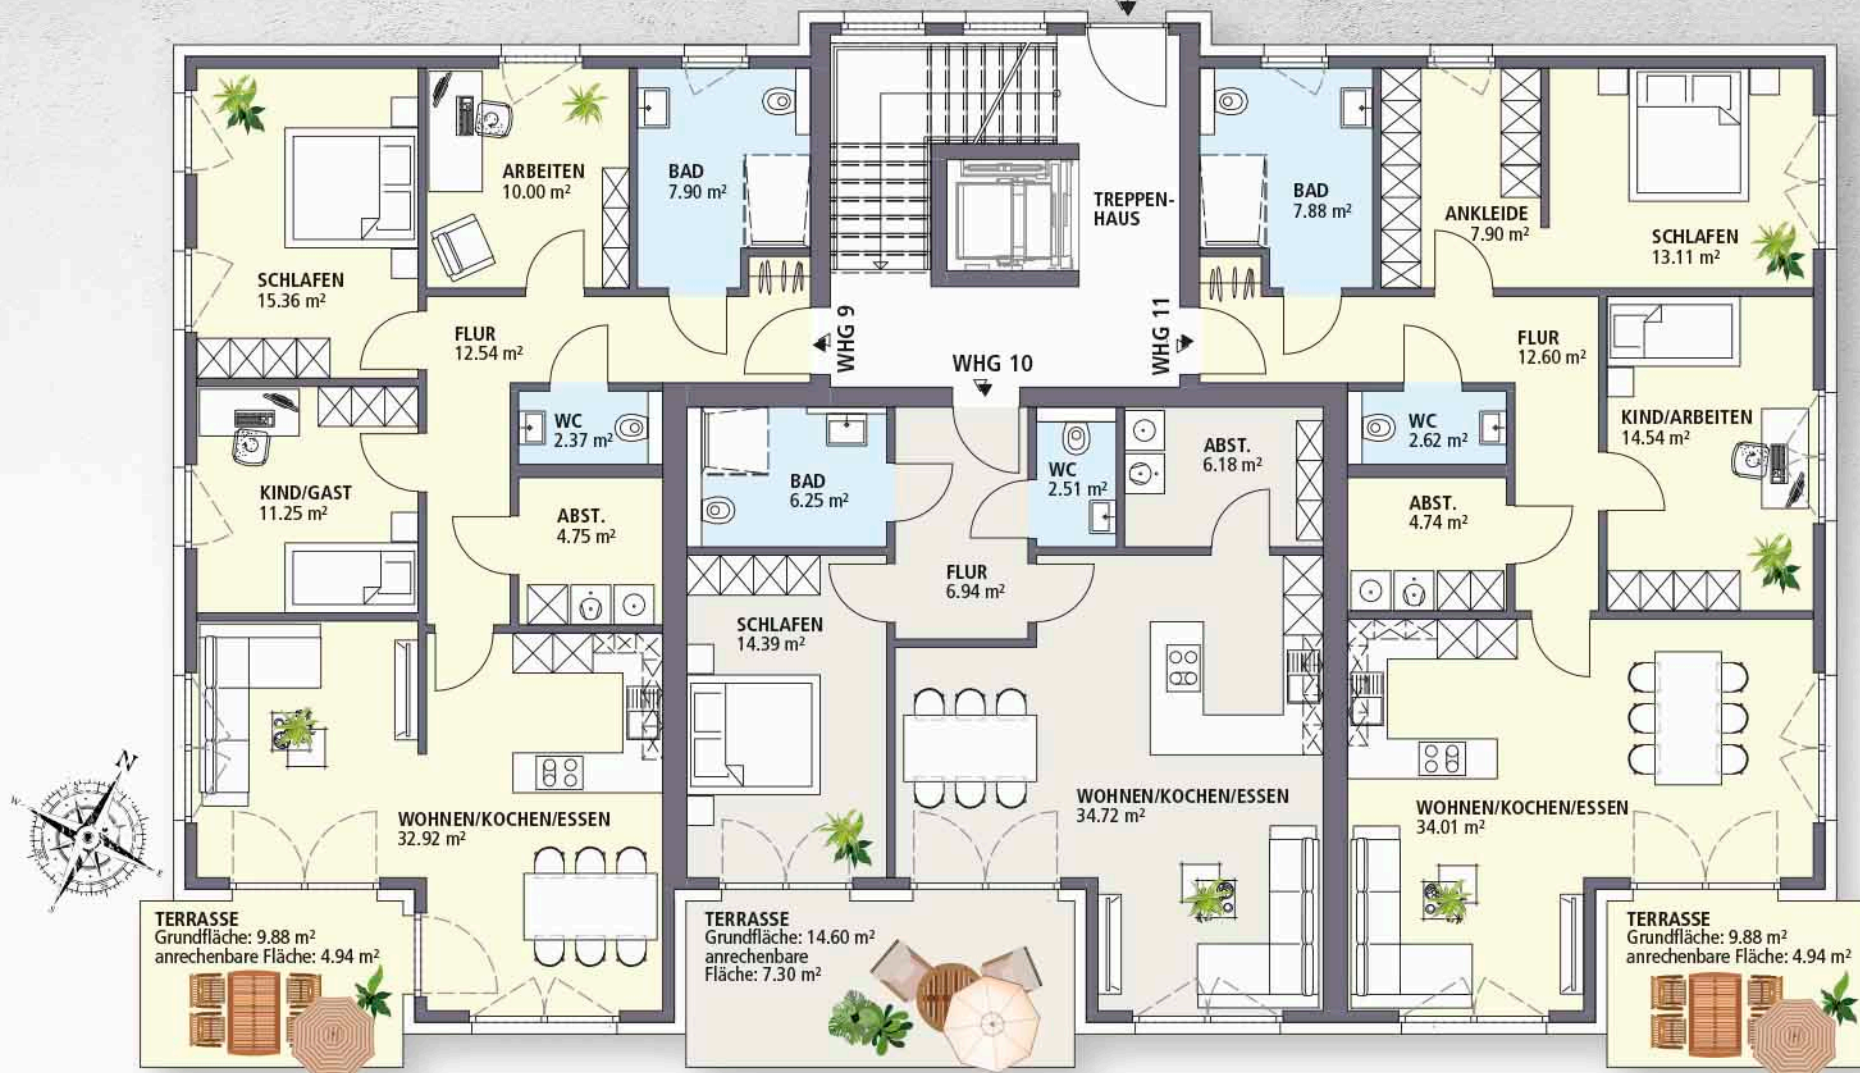 SCHLAFEN
15.36 m²
ARBEITEN
10.00 m²
BAD
7.90 m²
TREPPEN-
HAUS
BAD
7.88 m²
ANKLEIDE
7.90 m²
SCHLAFEN
13.11 m²
FLUR
12.54 m²
WHG 9
WHG 10
WHG 11
FLUR
12.60 m²
KIND/GAST
11.25 m²
WC
2.37 m²
ABST.
4.75 m²
BAD
6.25 m²
WC
2.51 m²
ABST.
6.18 m²
WC
2.62 m²
ABST.
4.74 m²
KIND/ARBEITEN
14.54 m²
FLUR
6.94 m²
SCHLAFEN
14.39 m²
WOHNEN/KOCHEN/ESSEN
32.92 m²
WOHNEN/KOCHEN/ESSEN
34.72 m²
WOHNEN/KOCHEN/ESSEN
34.01 m²
N
W
E
S
TERRASSE
Grundfläche: 9.88 m²
anrechenbare Fläche: 4.94 m²
TERRASSE
Grundfläche: 14.60 m²
anrechenbare
Fläche: 7.30 m²
TERRASSE
Grundfläche: 9.88 m²
anrechenbare Fläche: 4.94 m²